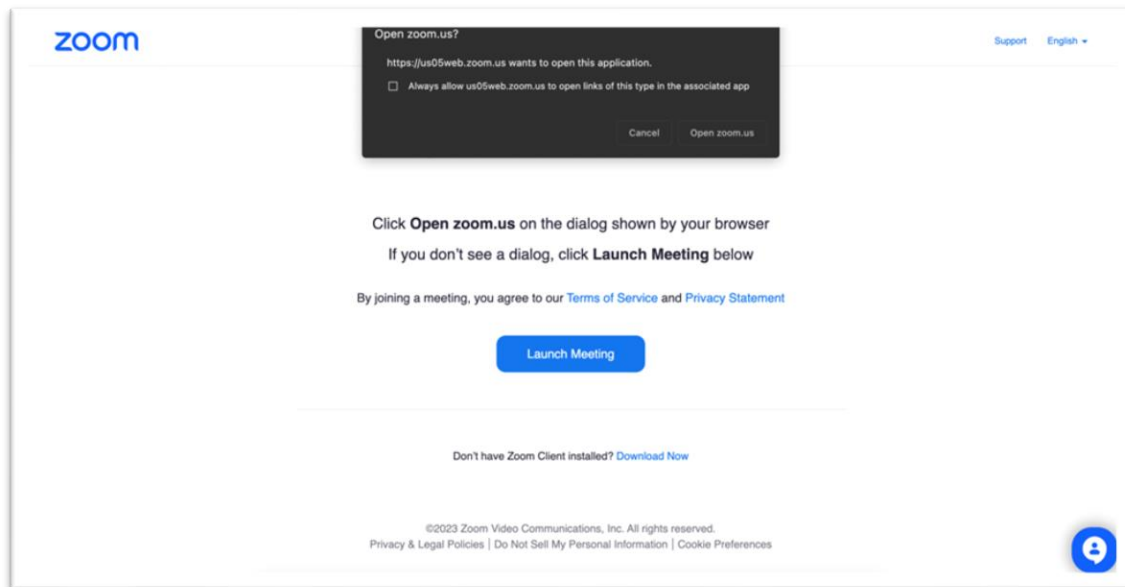 zoom
Support English
Open zoom.us?
https://us05web.zoom.us wants to open this application.
Always allow us05web.zoom.us to open links of this type in the associated app
Cancel Open zoom.us
Click Open zoom.us on the dialog shown by your browser
If you don't see a dialog, click Launch Meeting below
By joining a meeting, you agree to our Terms of Service and Privacy Statement
Launch Meeting
Don't have Zoom Client installed? Download Now
©2023 Zoom Video Communications, Inc. All rights reserved.
Privacy & Legal Policies | Do Not Sell My Personal Information | Cookie Preferences